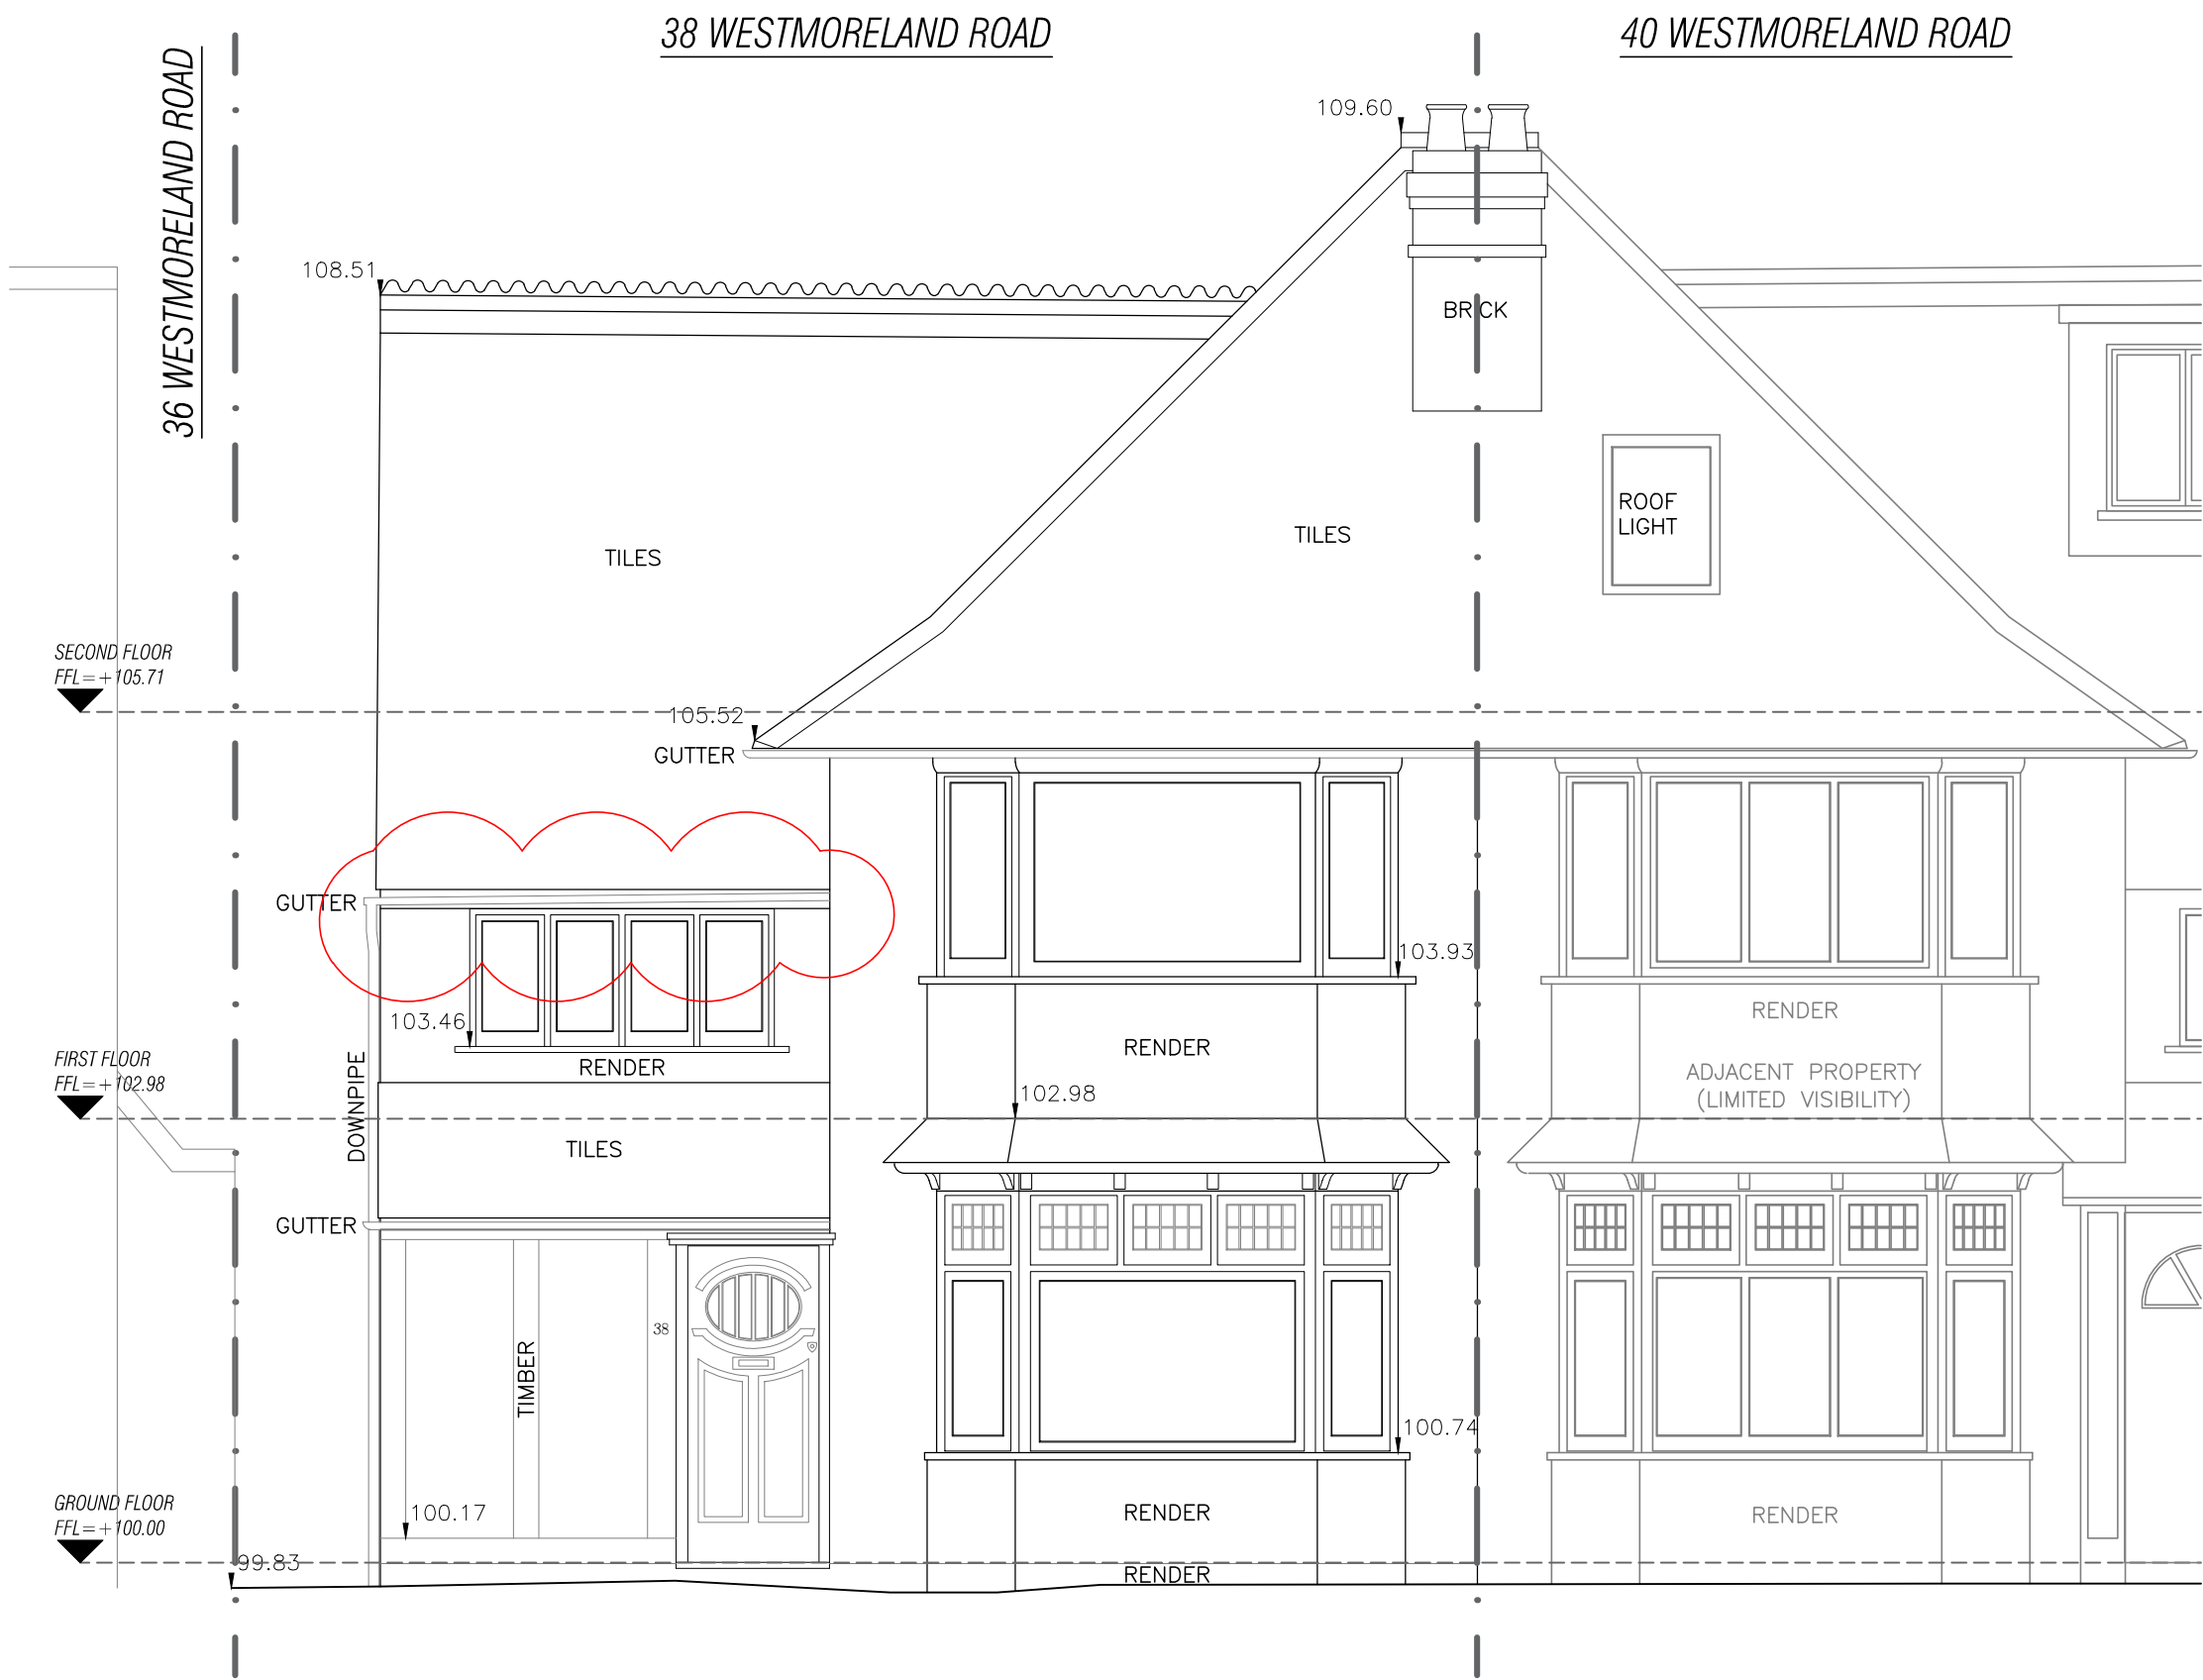 38 WESTMORELAND ROAD
40 WESTMORELAND ROAD
36 WESTMORELAND ROAD
109.60
108.51
BRICK
ROOF
LIGHT
TILES
TILES
SECOND FLOOR
FFL=+105.71
105.52
GUTTER
GUTTER
103.93
103.46
RENDER
RENDER
RENDER
ADJACENT PROPERTY
(LIMITED VISIBILITY)
FIRST FLOOR
FFL=+102.98
102.98
DOWNPIPE
TILES
GUTTER
38
TIMBER
100.74
GROUND FLOOR
FFL=+100.00
100.17
RENDER
RENDER
99.83
RENDER